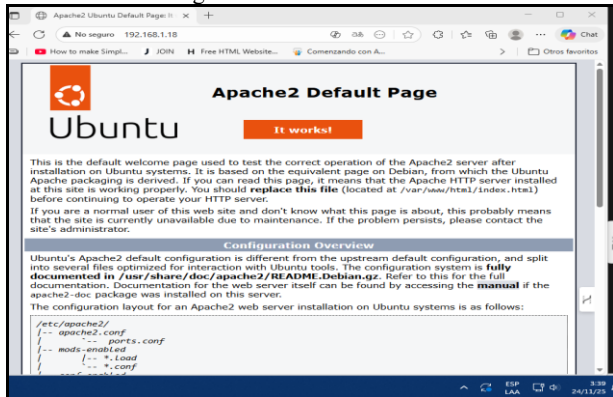 Apache2 Ubuntu Default Page: It
No seguro 192.168.1.18
Chat
How to make Simpl...
JOIN
Free HTML Website...
Comenzando con A...
Otros favoritos
Apache2 Default Page
Ubuntu
It works!
This is the default welcome page used to test the correct operation of the Apache2 server after
installation on Ubuntu systems. It is based on the equivalent page on Debian, from which the Ubuntu
Apache packaging is derived. If you can read this page, it means that the Apache HTTP server installed
at this site is working properly. You should replace this file (located at /var/www/html/index.html)
before continuing to operate your HTTP server.
If you are a normal user of this web site and don't know what this page is about, this probably means
that the site is currently unavailable due to maintenance. If the problem persists, please contact the
site's administrator.
Configuration Overview
Ubuntu's Apache2 default configuration is different from the upstream default configuration, and split
into several files optimized for interaction with Ubuntu tools. The configuration system is fully
documented in /usr/share/doc/apache2/README.Debian.gz. Refer to this for the full
documentation. Documentation for the web server itself can be found by accessing the manual if the
apache2-doc package was installed on this server.
The configuration layout for an Apache2 web server installation on Ubuntu systems is as follows:
/etc/apache2/
|-- apache2.conf
|   `-- ports.conf
|-- mods-enabled
|   |-- *.load
|   `-- *.conf
ESP
LAA
3:39
24/11/25